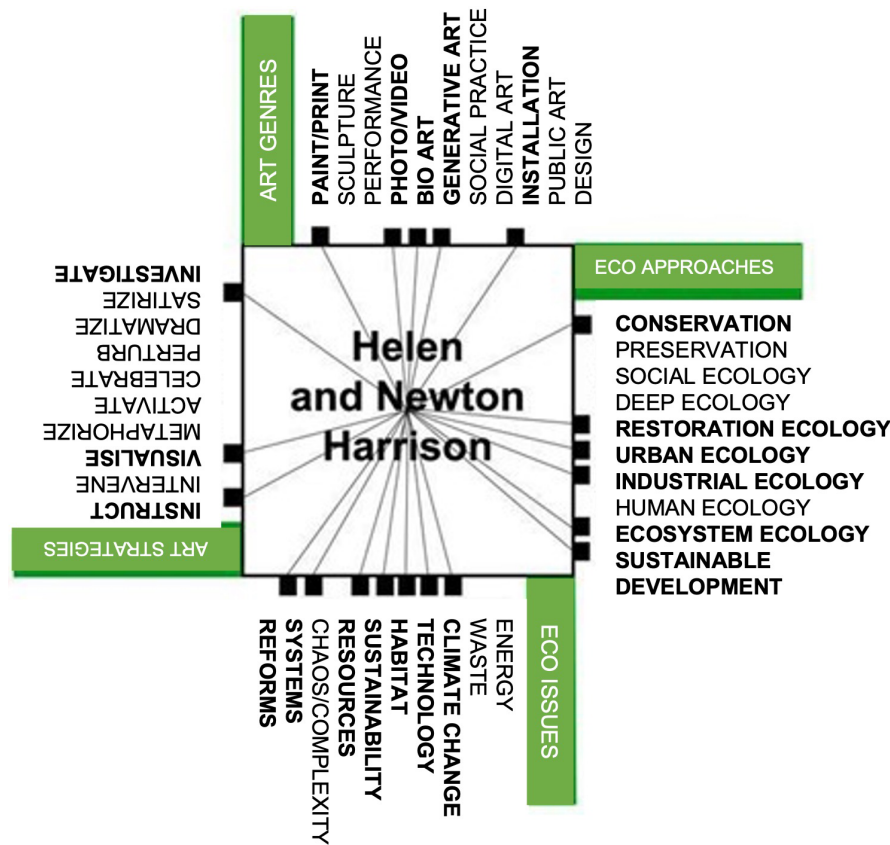 ART GENRES
PAINT/PRINT
SCULPTURE
PERFORMANCE
PHOTO/VIDEO
BIO ART
GENERATIVE ART
SOCIAL PRACTICE
DIGITAL ART
INSTALLATION
PUBLIC ART
DESIGN
ECO APPROACHES
CONSERVATION
PRESERVATION
SOCIAL ECOLOGY
DEEP ECOLOGY
RESTORATION ECOLOGY
URBAN ECOLOGY
INDUSTRIAL ECOLOGY
HUMAN ECOLOGY
ECOSYSTEM ECOLOGY
SUSTAINABLE
DEVELOPMENT
ECO ISSUES
ENERGY
WASTE
CLIMATE CHANGE
TECHNOLOGY
HABITAT
SUSTAINABILITY
RESOURCES
CHAOS/COMPLEXITY
SYSTEMS
REFORMS
ART STRATEGIES
INSTRUCT
INTERVENE
VISUALISE
METAPHORIZE
ACTIVATE
CELEBRATE
PERTURB
DRAMATIZE
SATIRIZE
INVESTIGATE
Helen
and Newton
Harrison